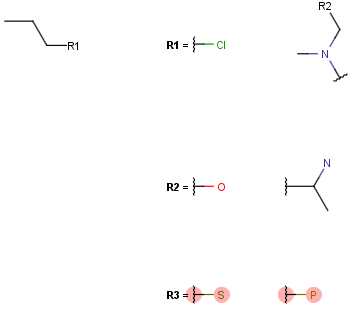 R2
R1
R1 =
Cl
N
N
R2 =
O
R3 =
S
P